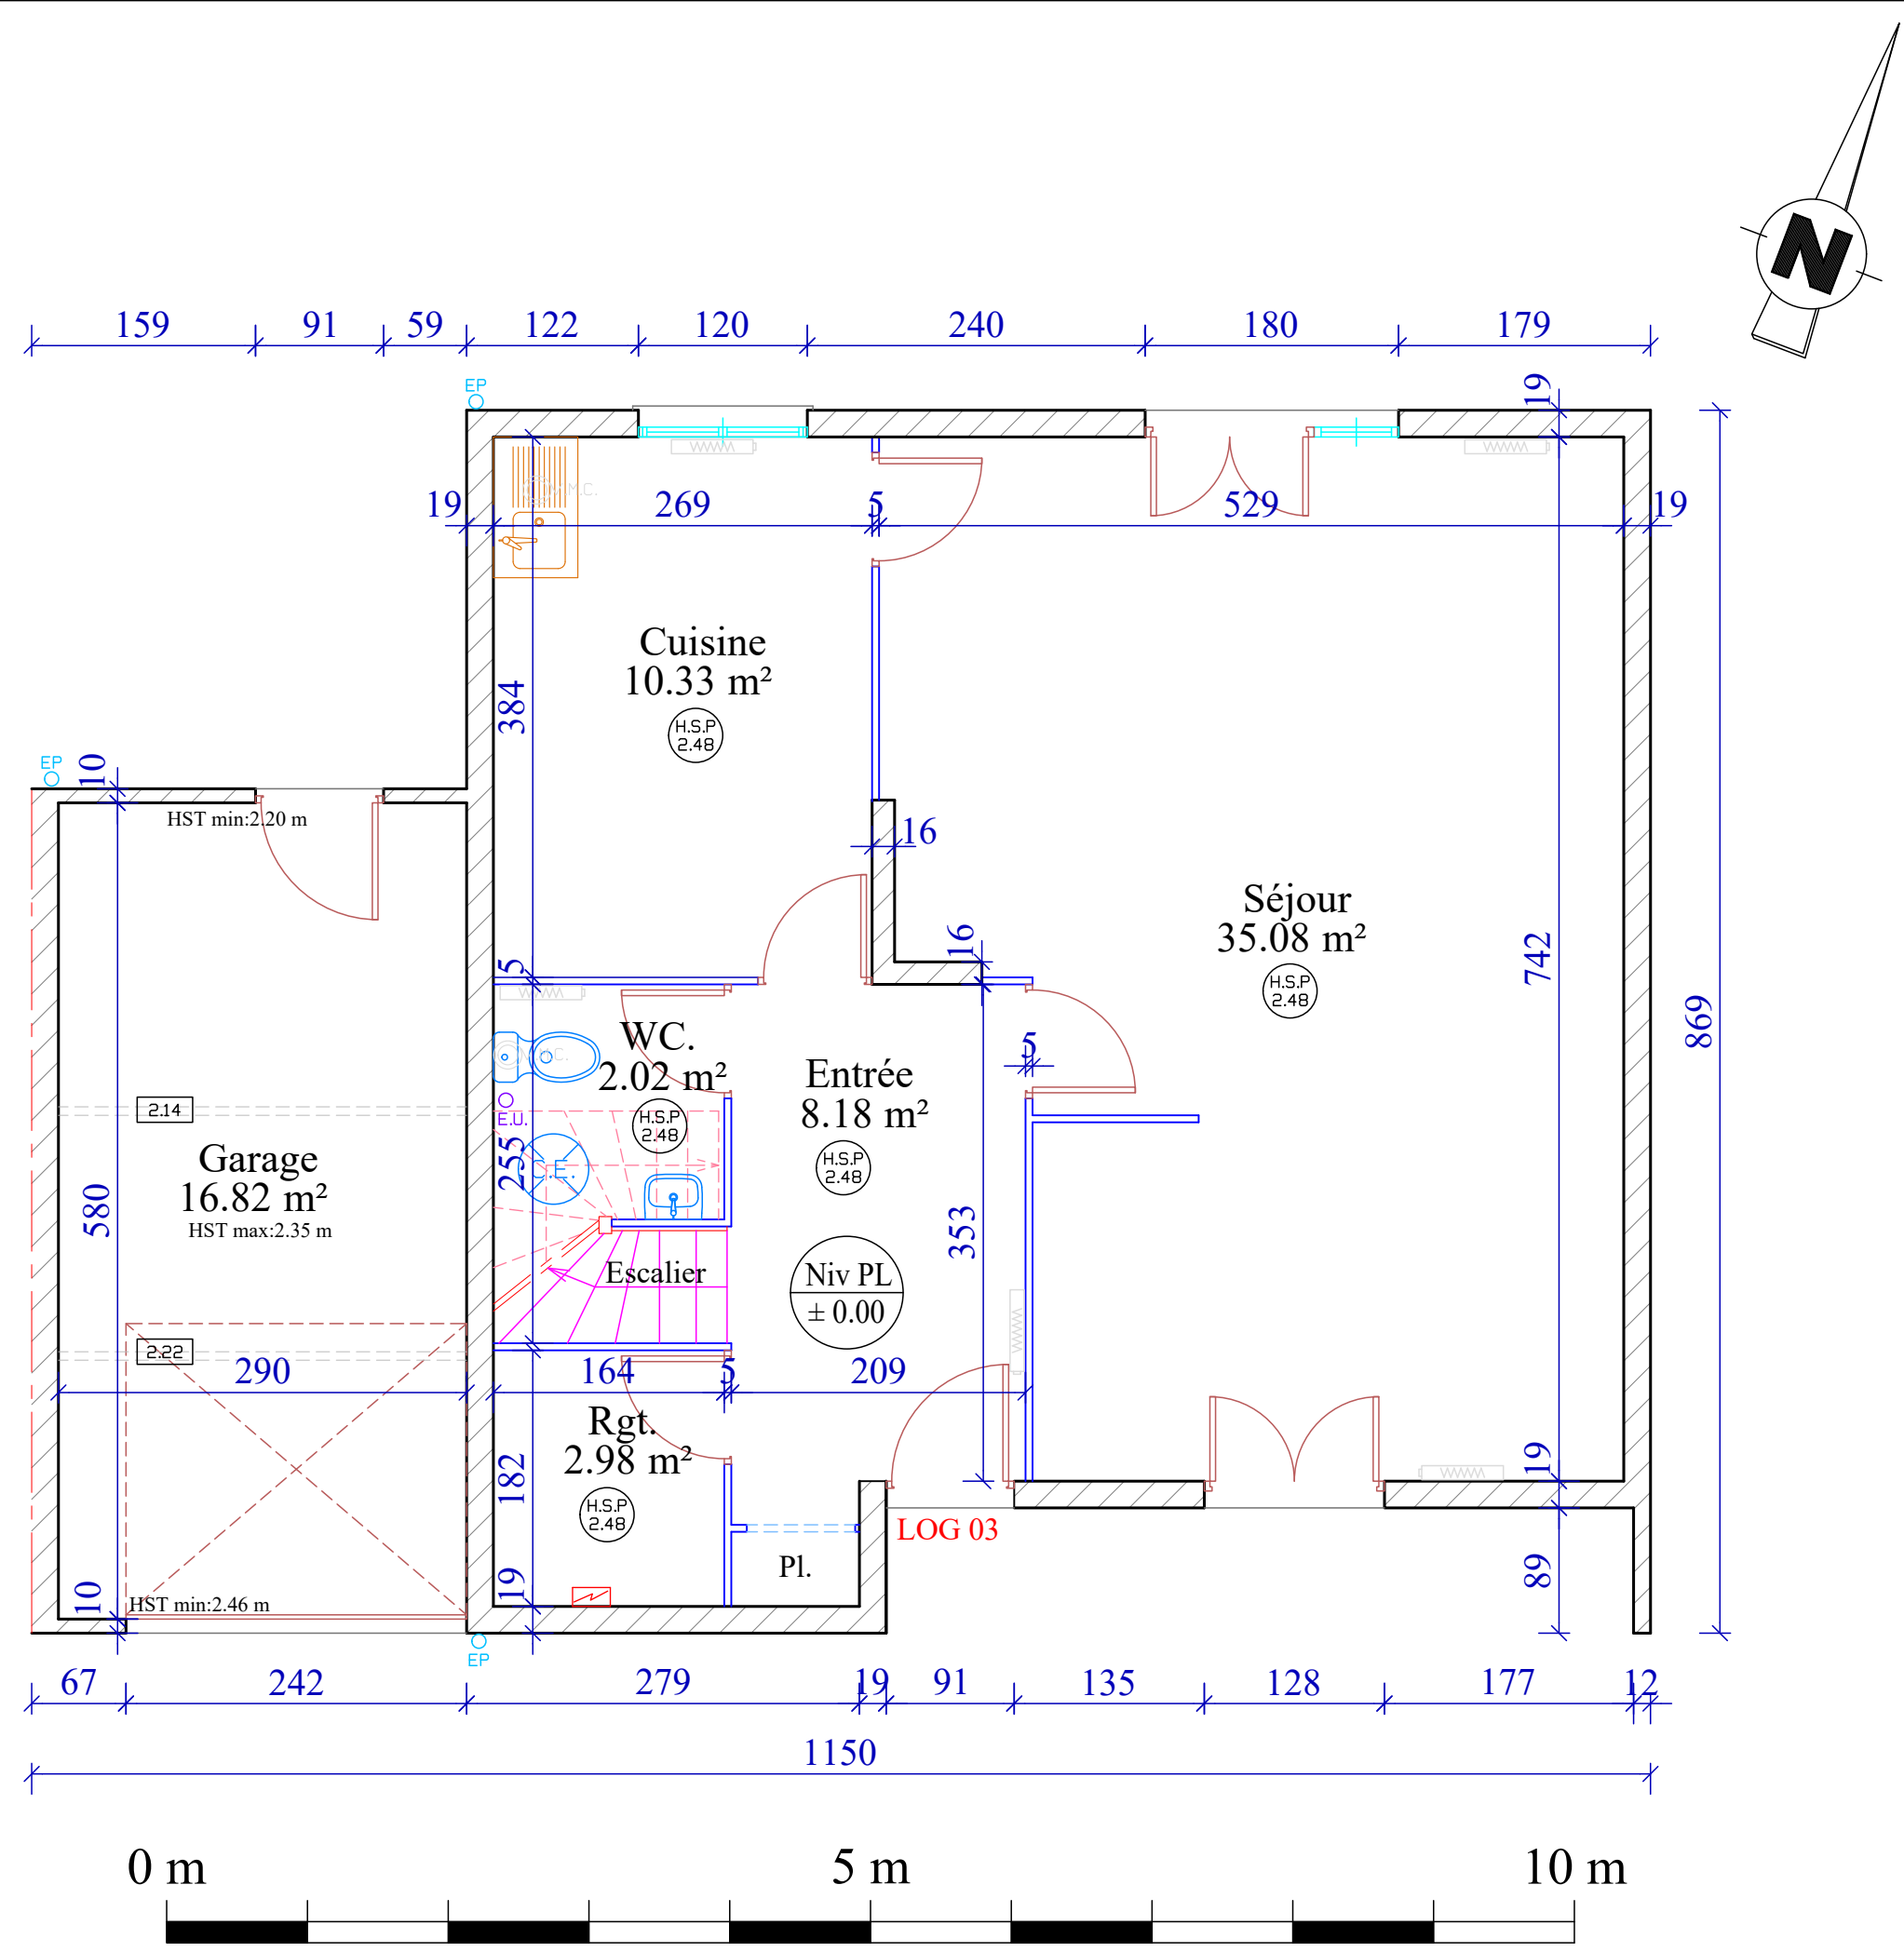 N
159 91 59 122 120 240 180 179
EP
19
19 269 5 529 19
Cuisine
10.33 m²
H.S.P
2.48
384
EP
10
HST min:2.20 m
16
Séjour
35.08 m²
H.S.P
2.48
742
16
5
869
WC.
2.02 m²
H.S.P
2.48
5
Entrée
8.18 m²
H.S.P
2.48
E.U.
2.14
255
C.E.
Garage
16.82 m²
HST max:2.35 m
580
353
Escalier
Niv PL
± 0.00
2.22
290 164 5 209
Rgt.
2.98 m²
H.S.P
2.48
182
19
LOG 03
Pl.
89
19
10
HST min:2.46 m
EP
67 242 279 19 91 135 128 177 12
1150
0 m 5 m 10 m